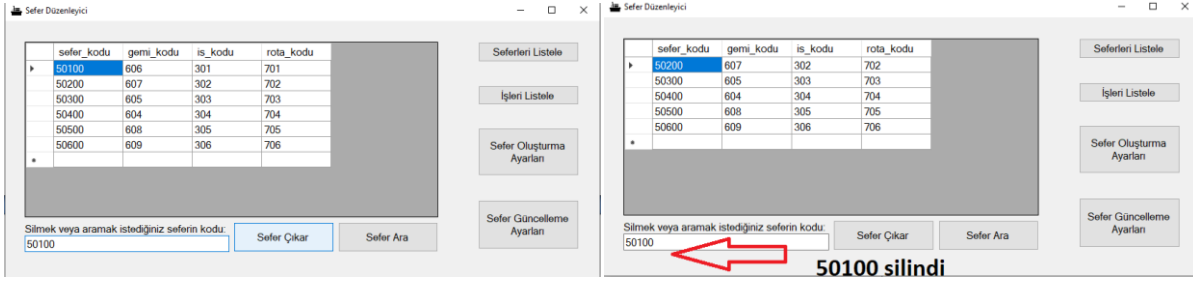 Sefer Düzenleyici
sefer_kodu gemi_kodu is_kodu rota_kodu
50100 606 301 701
50200 607 302 702
50300 605 303 703
50400 604 304 704
50500 608 305 705
50600 609 306 706
Seferleri Listele
İşleri Listele
Sefer Oluşturma
Ayarları
Sefer Güncelleme
Ayarları
Silmek veya aramak istediğiniz seferin kodu:
50100
Sefer Çıkar
Sefer Ara
Sefer Düzenleyici
sefer_kodu gemi_kodu is_kodu rota_kodu
50200 607 302 702
50300 605 303 703
50400 604 304 704
50500 608 305 705
50600 609 306 706
Seferleri Listele
İşleri Listele
Sefer Oluşturma
Ayarları
Sefer Güncelleme
Ayarları
Silmek veya aramak istediğiniz seferin kodu:
50100
Sefer Çıkar
Sefer Ara
50100 silindi